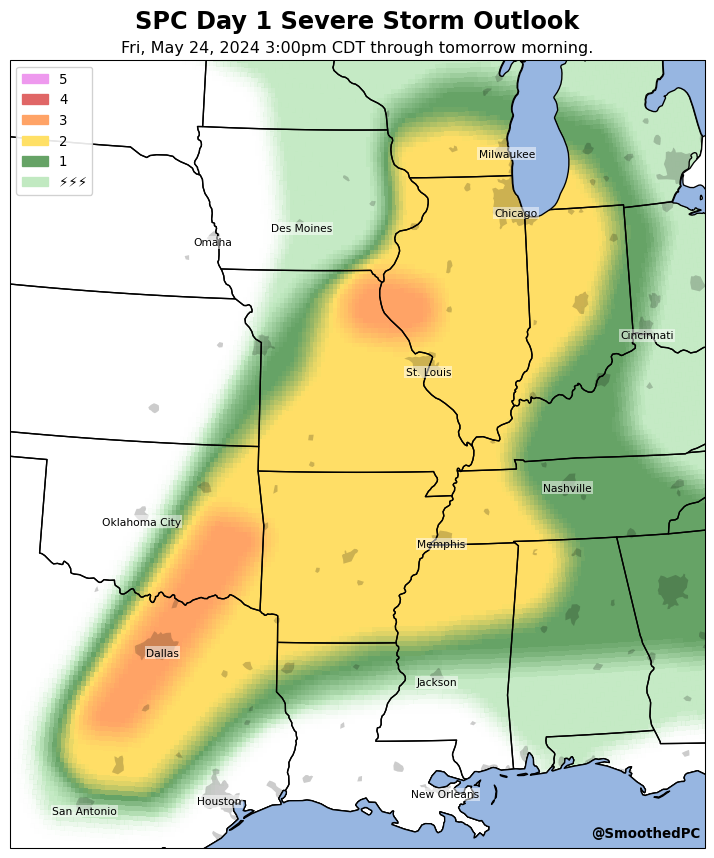 SPC Day 1 Severe Storm Outlook
Fri, May 24, 2024 3:00pm CDT through tomorrow morning.
5
4
3
2
1
⚡⚡⚡
Milwaukee
Chicago
Des Moines
Omaha
Cincinnati
St. Louis
Nashville
Oklahoma City
Memphis
Dallas
Jackson
New Orleans
Houston
San Antonio
@SmoothedPC